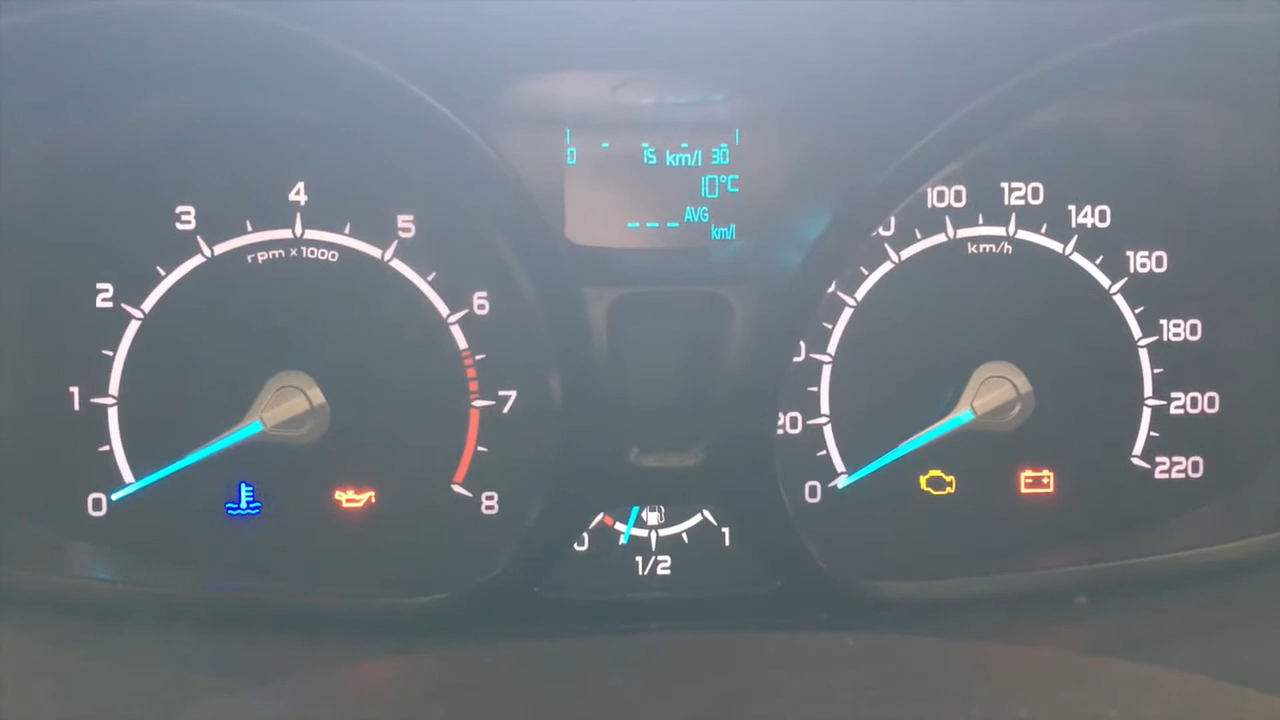 0 15 km/l 30
10°C
AVG
--- km/l
0 1 2 3 4 5 6 7 8
rpm x 1000
0 20 100 120 140 160 180 200 220
km/h
0 1/2 1